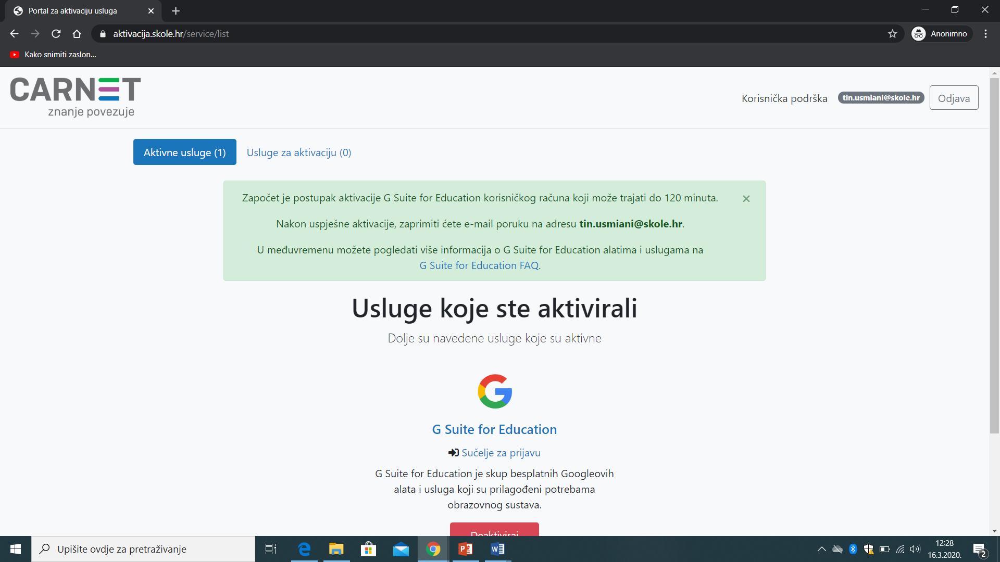 Portal za aktivaciju usluga
aktivacija.skole.hr/service/list
Anonimno
Kako snimiti zaslon...
CARNET
znanje povezuje
Korisnička podrška
tin.usmiani@skole.hr
Odjava
Aktivne usluge (1)
Usluge za aktivaciju (0)
Započet je postupak aktivacije G Suite for Education korisničkog računa koji može trajati do 120 minuta.
Nakon uspješne aktivacije, zaprimiti ćete e-mail poruku na adresu tin.usmiani@skole.hr.
U međuvremenu možete pogledati više informacija o G Suite for Education alatima i uslugama na
G Suite for Education FAQ.
Usluge koje ste aktivirali
Dolje su navedene usluge koje su aktivne
G Suite for Education
Sučelje za prijavu
G Suite for Education je skup besplatnih Googleovih
alata i usluga koji su prilagođeni potrebama
obrazovnog sustava.
Deaktiviraj
Upišite ovdje za pretraživanje
12:28
16.3.2020.
2